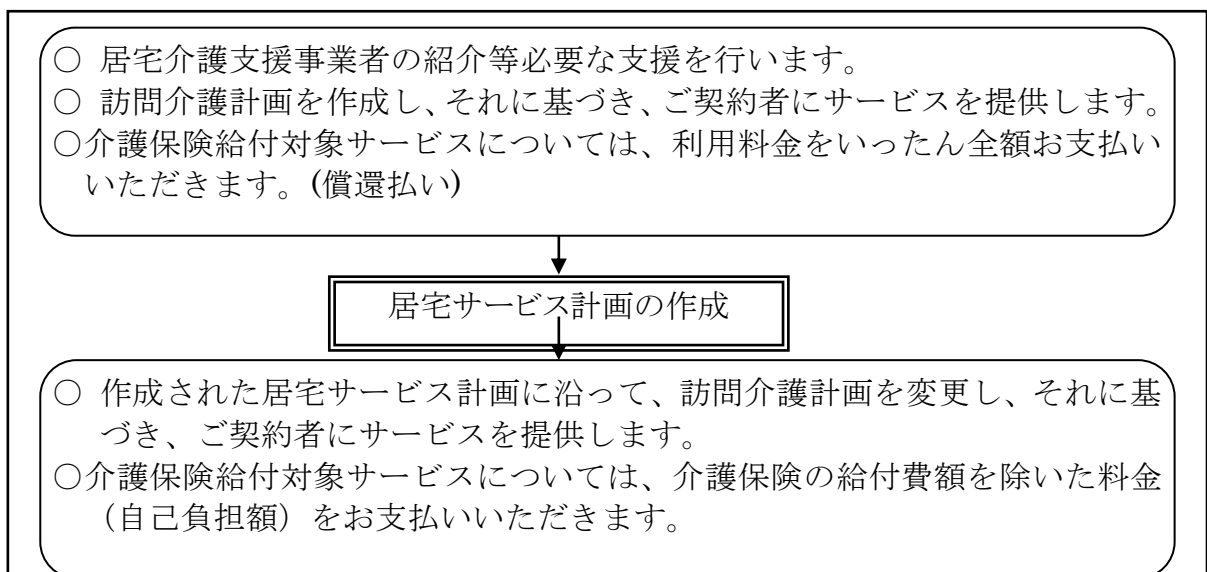 ○ 居宅介護支援事業者の紹介等必要な支援を行います。
○ 訪問介護計画を作成し、それに基づき、ご契約者にサービスを提供します。
○介護保険給付対象サービスについては、利用料金をいったん全額お支払い
いただきます。(償還払い)
居宅サービス計画の作成
○ 作成された居宅サービス計画に沿って、訪問介護計画を変更し、それに基
づき、ご契約者にサービスを提供します。
○介護保険給付対象サービスについては、介護保険の給付費額を除いた料金
（自己負担額）をお支払いいただきます。